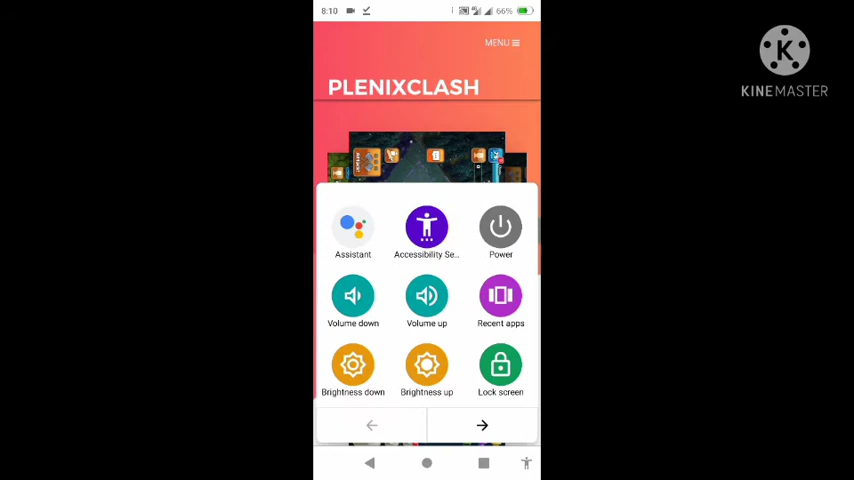 8:10
66%
KINEMASTER
MENU
PLENIXCLASH
Assistant
Accessibility Se...
Power
Volume down
Volume up
Recent apps
Brightness down
Brightness up
Lock screen